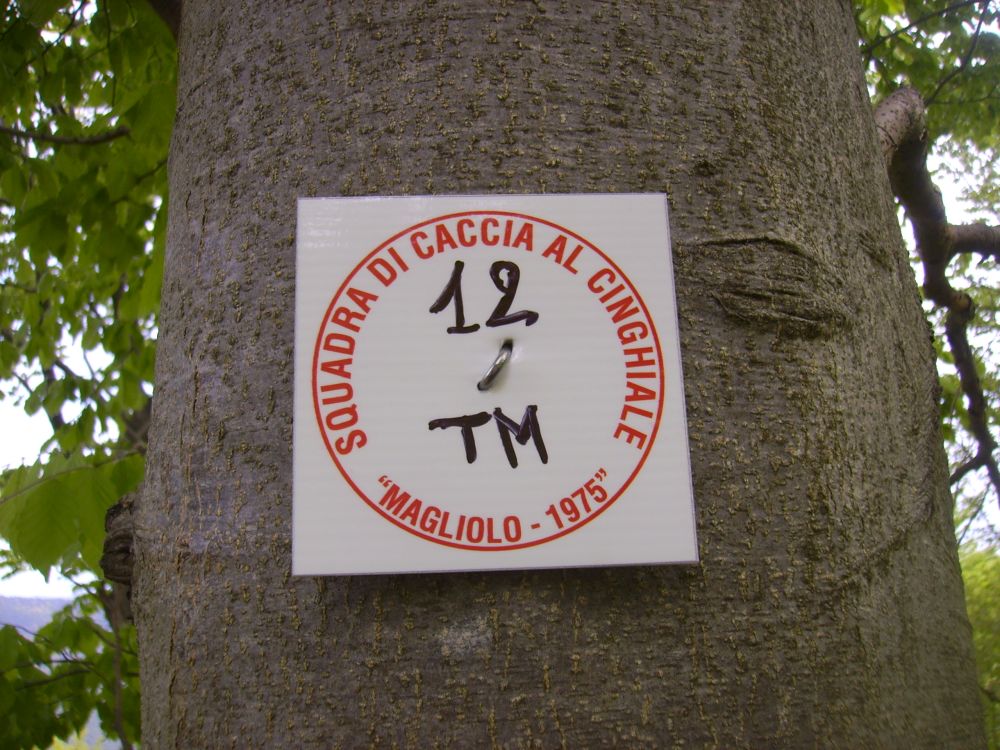 SQUADRA DI CACCIA AL CINGHIALE
12
TM
"MAGLIOLO - 1975"